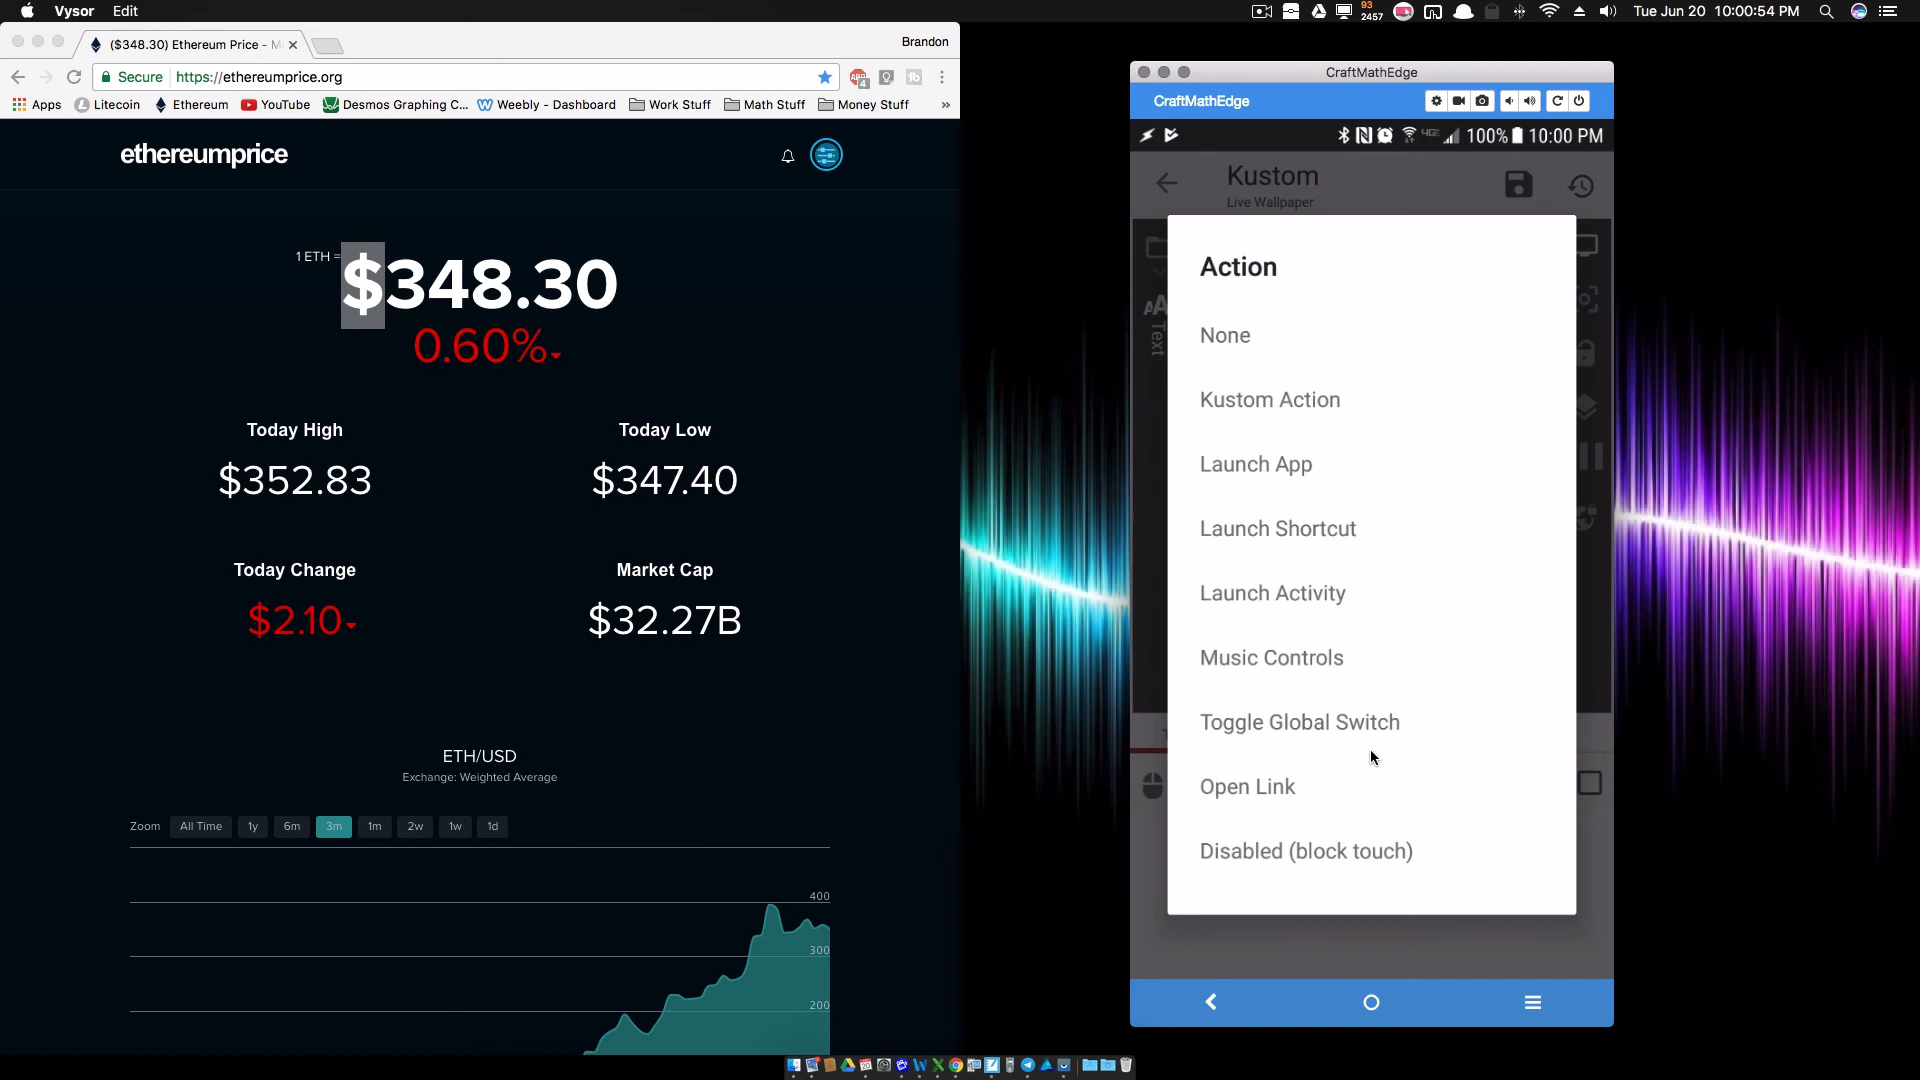 Vysor Edit
93
2457
Tue Jun 20 10:00:54 PM
($348.30) Ethereum Price - M
Brandon
Secure https://ethereumprice.org
4
Apps Litecoin Ethereum YouTube Desmos Graphing C... Weebly - Dashboard Work Stuff Math Stuff Money Stuff »
ethereumprice
1 ETH = $348.30
0.60%
Today High
$352.83
Today Low
$347.40
Today Change
$2.10
Market Cap
$32.27B
ETH/USD
Exchange: Weighted Average
Zoom All Time 1y 6m 3m 1m 2w 1w 1d
400
300
200
CraftMathEdge
CraftMathEdge
100% 10:00 PM
Kustom
Live Wallpaper
Text
Action
None
Kustom Action
Launch App
Launch Shortcut
Launch Activity
Music Controls
Toggle Global Switch
Open Link
Disabled (block touch)